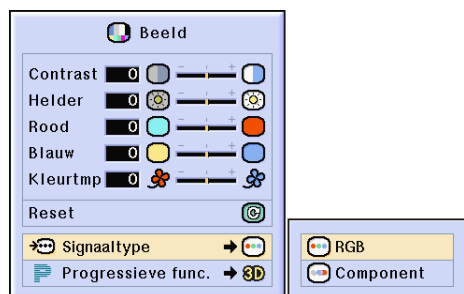 Beeld
Contrast 0 - +
Helder 0 - +
Rood 0 - +
Blauw 0 - +
Kleurtmp 0 - +
Reset
Signaaltype
Progressieve func. 3D
RGB
Component